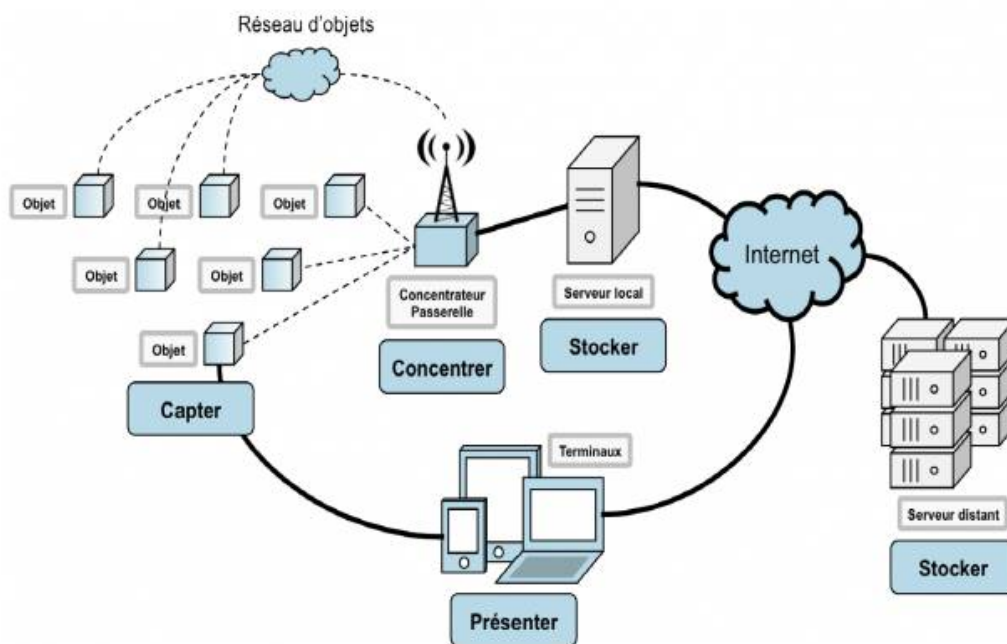 Réseau d'objets
Objet
Objet
Objet
Objet
Objet
Objet
Concentrateur
Passerelle
Concentrer
Serveur local
Stocker
Internet
Capter
Terminaux
Présenter
Serveur distant
Stocker